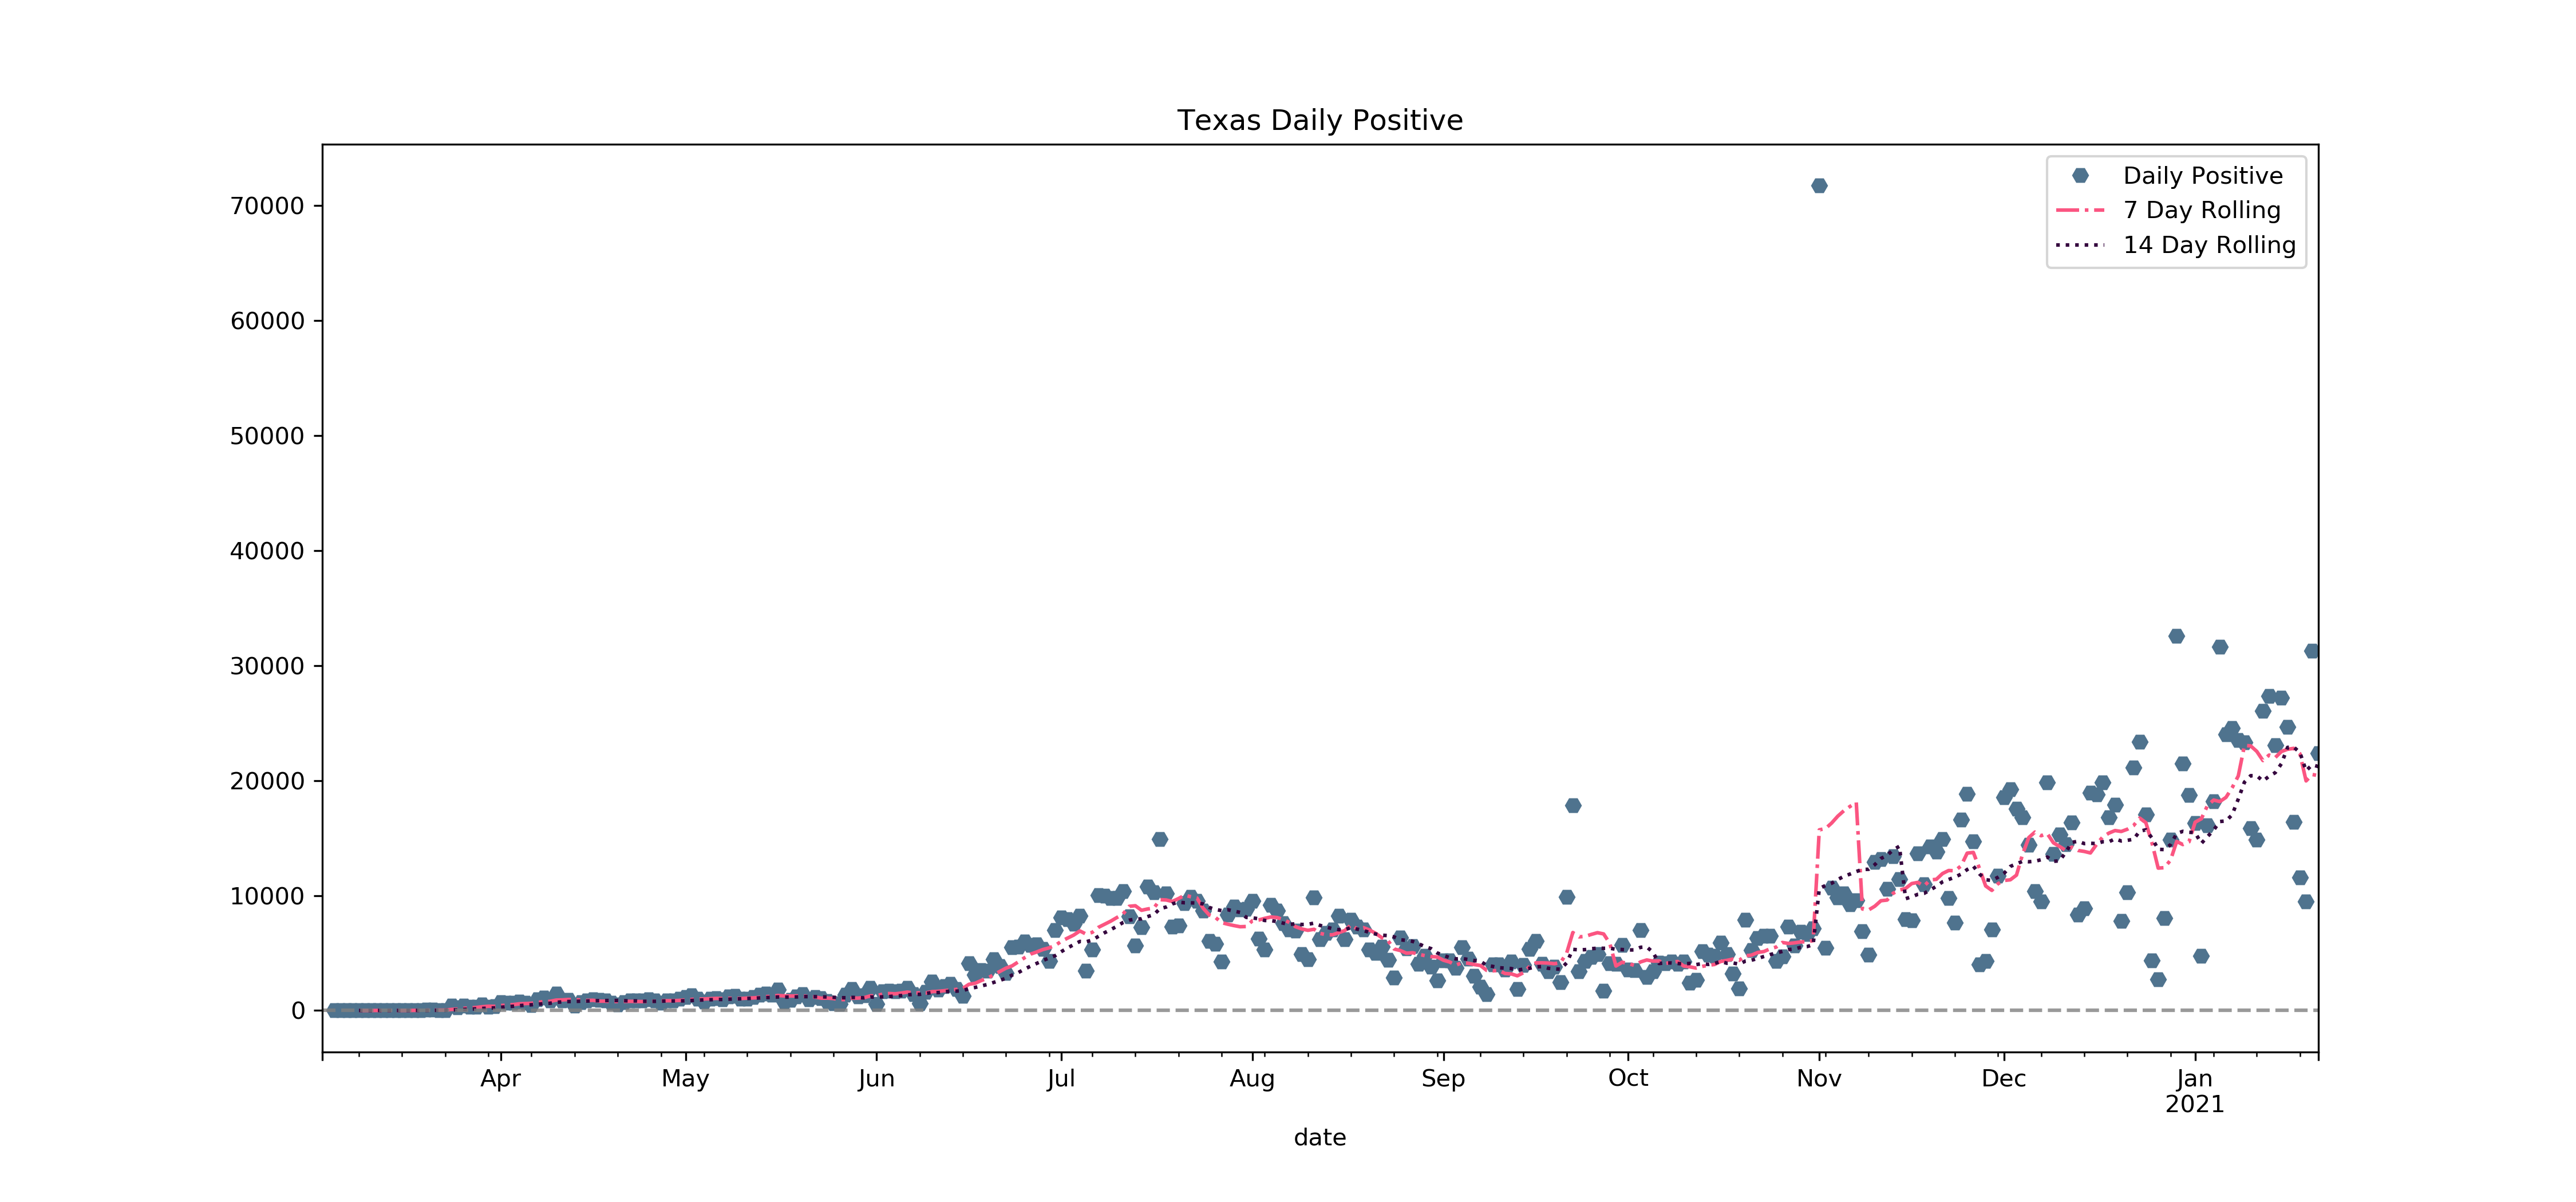 Texas Daily Positive
Daily Positive
7 Day Rolling
14 Day Rolling
70000
60000
50000
40000
30000
20000
10000
0
Apr May Jun Jul Aug Sep Oct Nov Dec Jan
2021
date